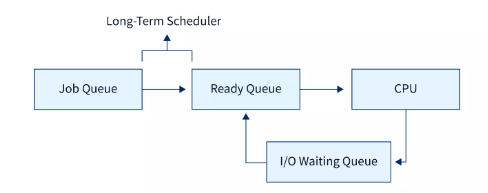 Long-Term Scheduler
Job Queue
Ready Queue
CPU
I/O Waiting Queue